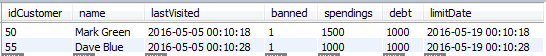 idCustomer name lastVisited banned spendings debt limitDate
50 Mark Green 2016-05-05 00:10:18 1 1500 1000 2016-05-19 00:10:18
55 Dave Blue 2016-05-05 00:10:28 1 1000 1000 2016-05-19 00:10:28